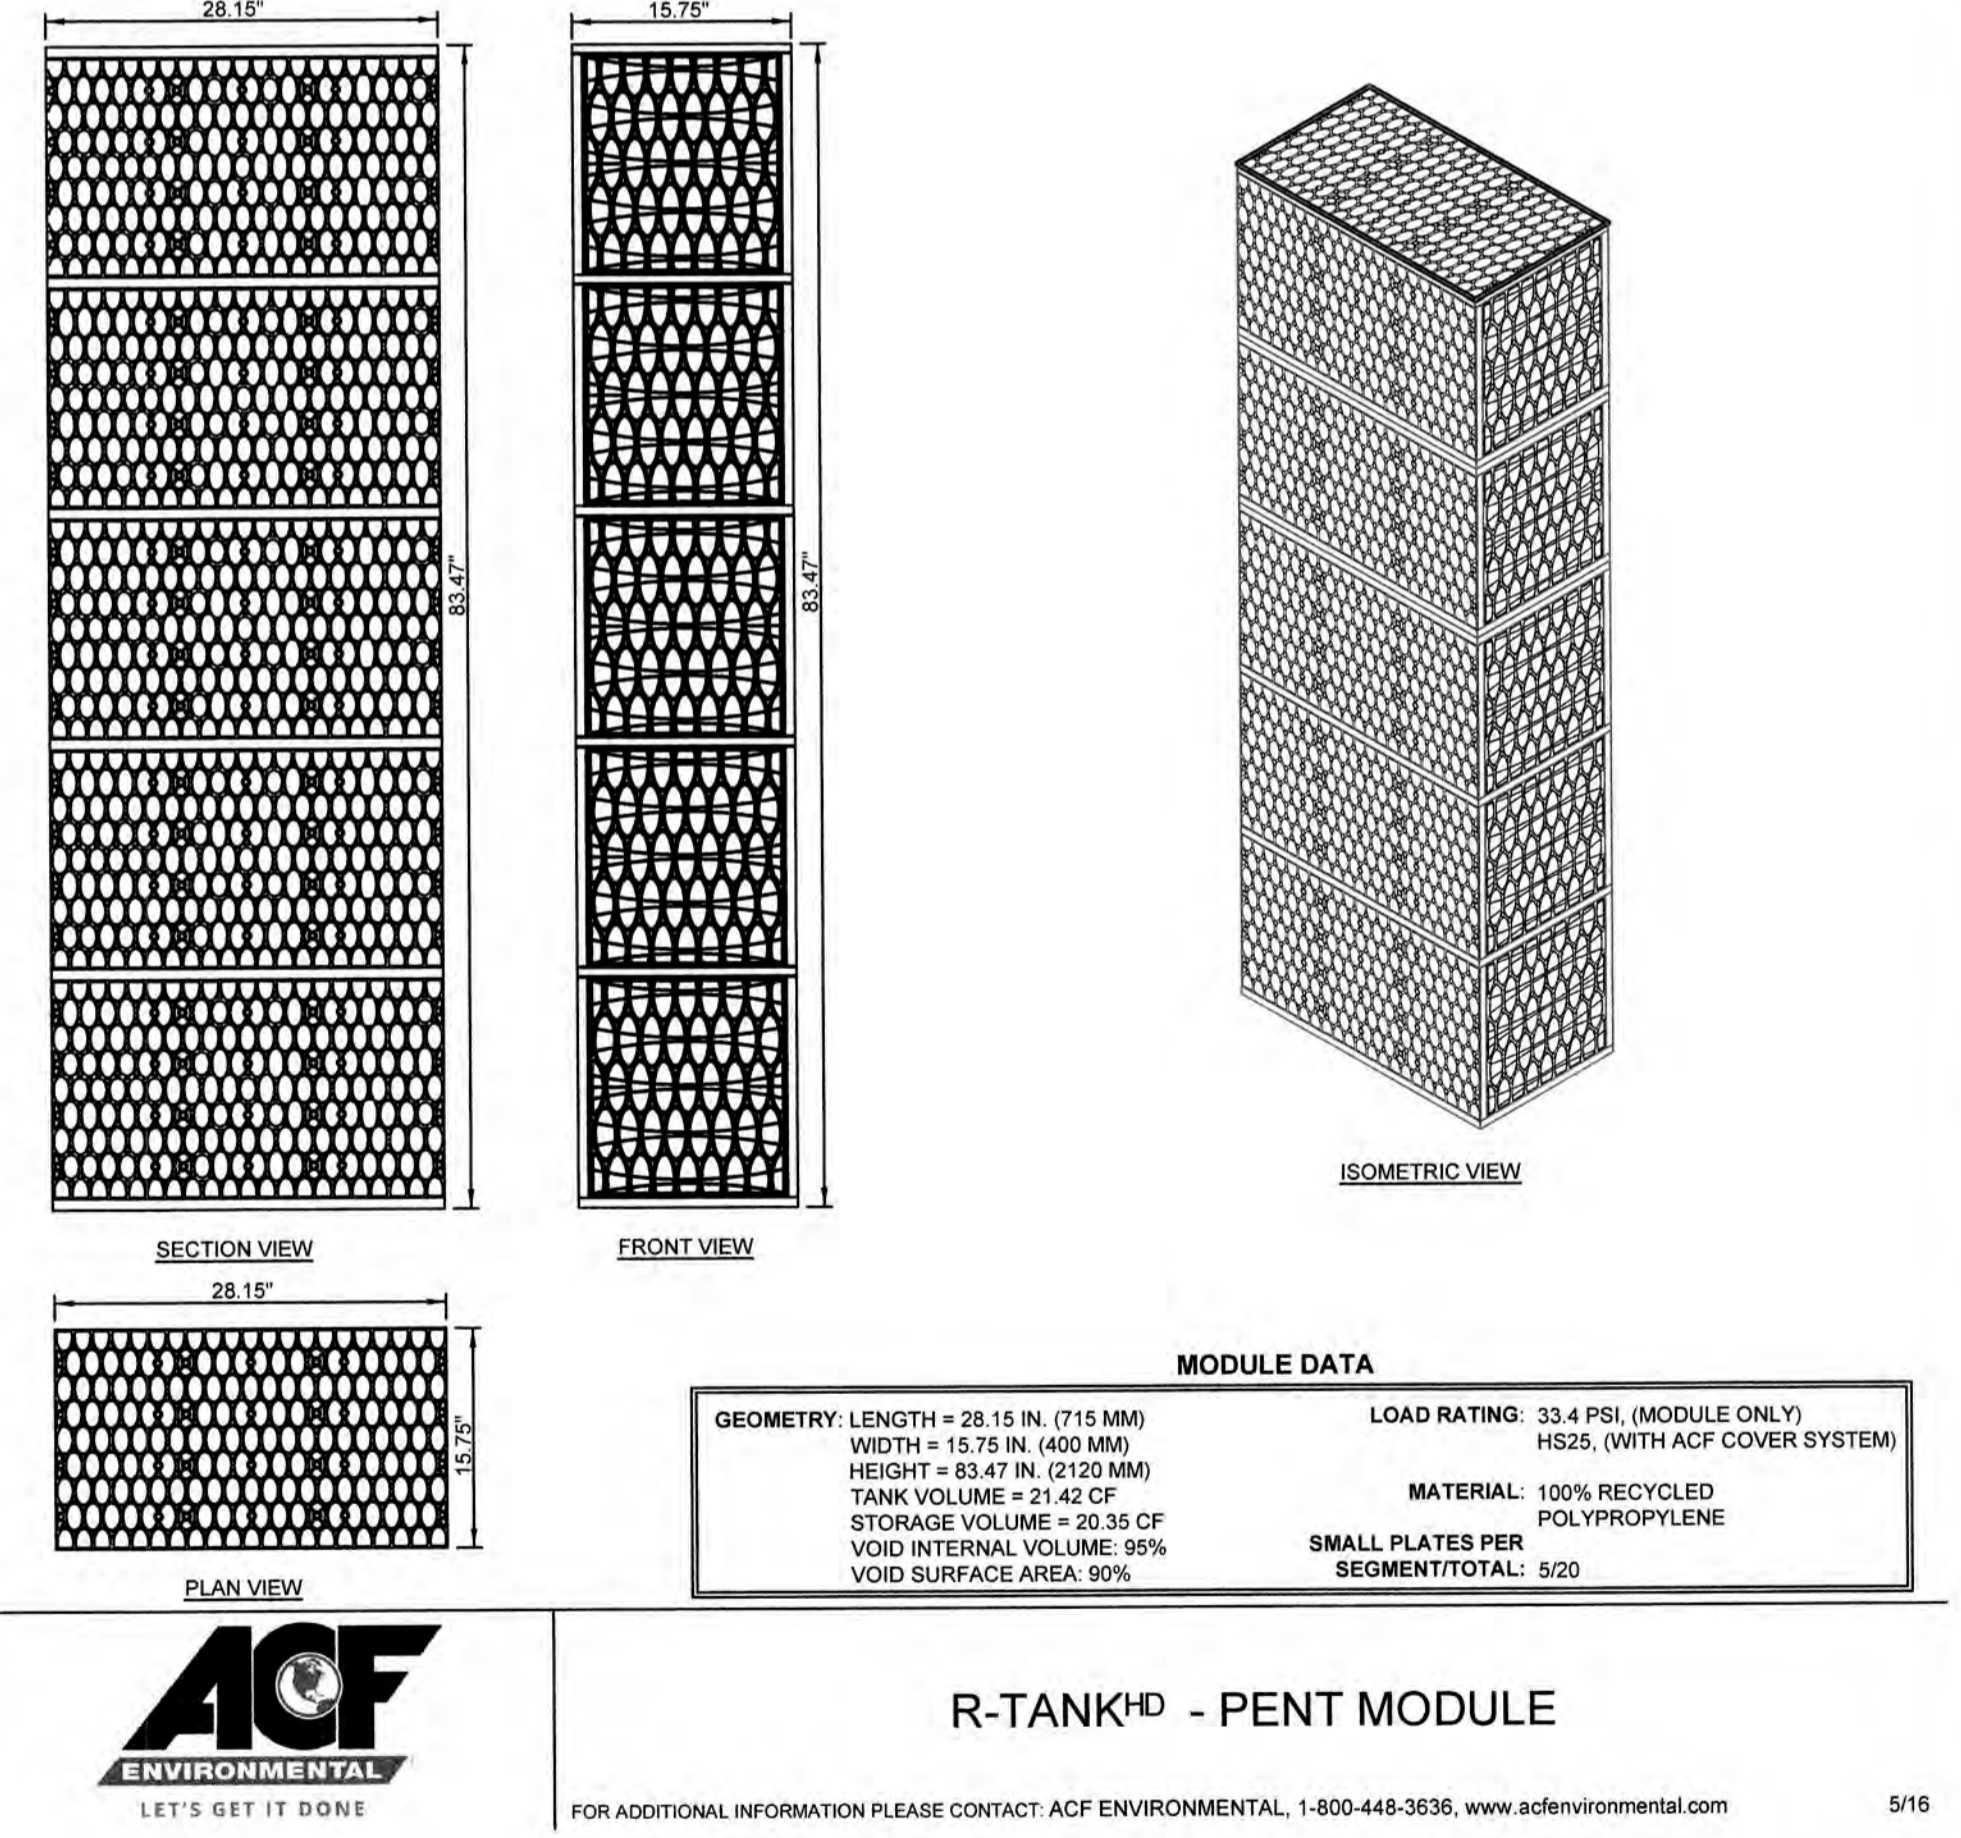 28.15"
15.75"
83.47"
83.47"
SECTION VIEW
FRONT VIEW
ISOMETRIC VIEW
28.15"
15.75"
PLAN VIEW
MODULE DATA
GEOMETRY: LENGTH = 28.15 IN. (715 MM)
WIDTH = 15.75 IN. (400 MM)
HEIGHT = 83.47 IN. (2120 MM)
TANK VOLUME = 21.42 CF
STORAGE VOLUME = 20.35 CF
VOID INTERNAL VOLUME: 95%
VOID SURFACE AREA: 90%
LOAD RATING: 33.4 PSI, (MODULE ONLY)
HS25, (WITH ACF COVER SYSTEM)
MATERIAL: 100% RECYCLED
POLYPROPYLENE
SMALL PLATES PER
SEGMENT/TOTAL: 5/20
ACF
ENVIRONMENTAL
LET'S GET IT DONE
R-TANKHD - PENT MODULE
FOR ADDITIONAL INFORMATION PLEASE CONTACT: ACF ENVIRONMENTAL, 1-800-448-3636, www.acfenvironmental.com
5/16